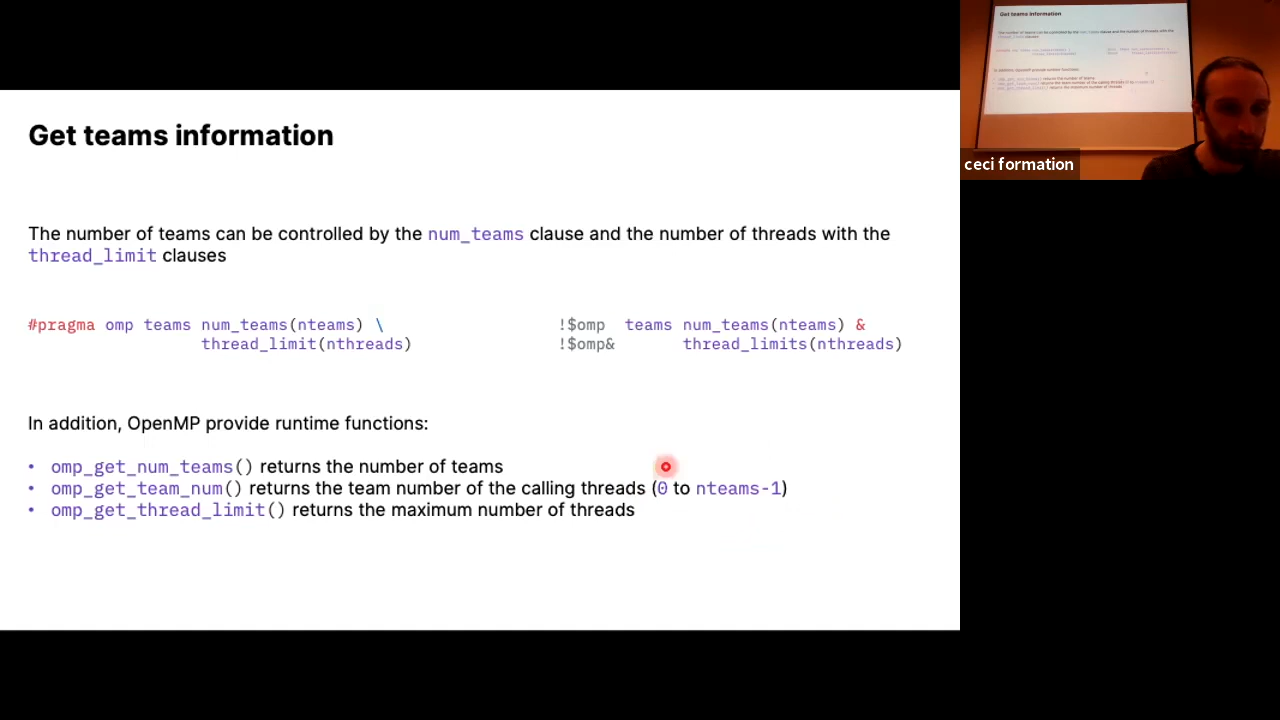 Get teams information
The number of teams can be controlled by the num_teams clause and the number of threads with the
thread_limit clauses
#pragma omp teams num_teams(nteams) \
thread_limit(nthreads)
!$omp teams num_teams(nteams) &
!$omp& thread_limits(nthreads)
In addition, OpenMP provide runtime functions:
• omp_get_num_teams() returns the number of teams
• omp_get_team_num() returns the team number of the calling threads (0 to nteams-1)
• omp_get_thread_limit() returns the maximum number of threads
Get teams information
ceci formation